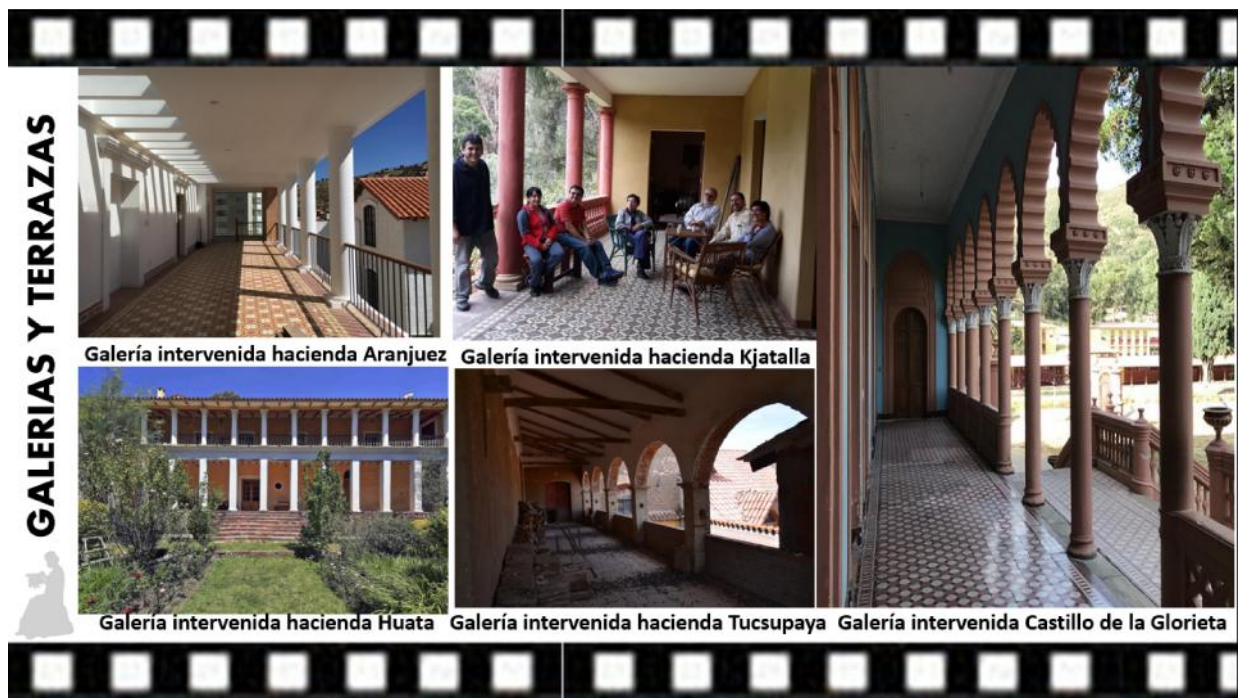 GALERIAS Y TERRAZAS
Galería intervenida hacienda Aranjuez
Galería intervenida hacienda Kjatalla
Galería intervenida hacienda Huata
Galería intervenida hacienda Tucsupaya
Galería intervenida Castillo de la Glorieta